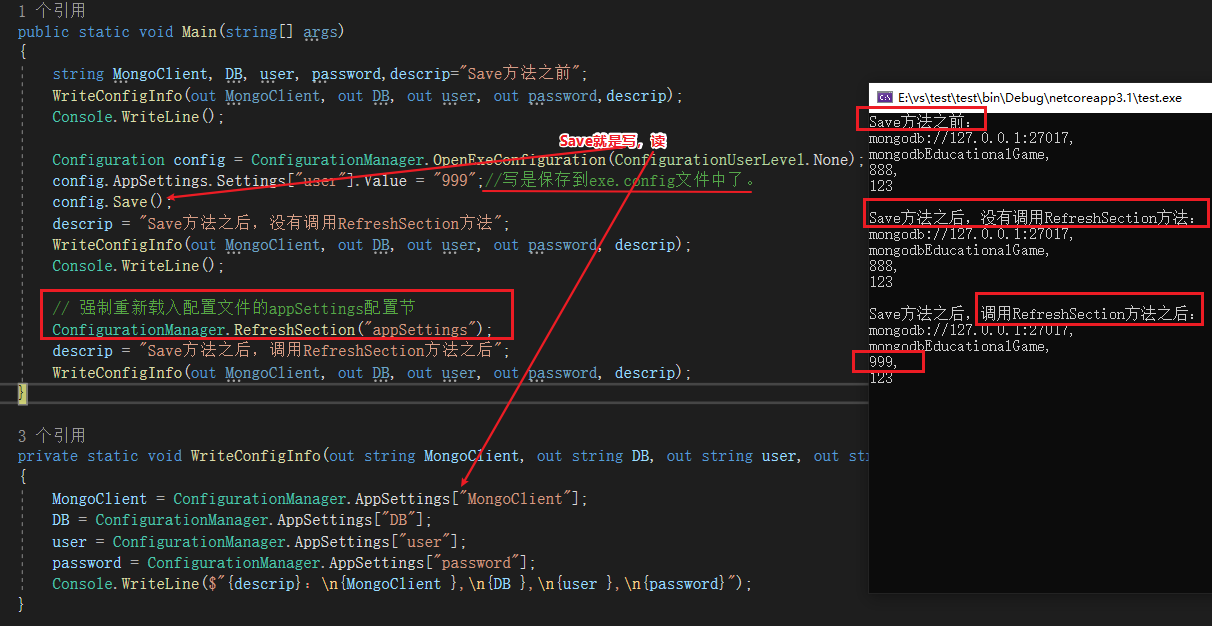 1 个引用
public static void Main(string[] args)
{
string MongoClient, DB, user, password,descrip="Save方法之前";
WriteConfigInfo(out MongoClient, out DB, out user, out password,descrip);
Console.WriteLine();
Save就是写，读
Configuration config = ConfigurationManager.OpenExeConfiguration(ConfigurationUserLevel.None);
config.AppSettings.Settings["user"].Value = "999";//写是保存到exe.config文件中了。
config.Save();
descrip = "Save方法之后，没有调用RefreshSection方法";
WriteConfigInfo(out MongoClient, out DB, out user, out password, descrip);
Console.WriteLine();
// 强制重新载入配置文件的appSettings配置节
ConfigurationManager.RefreshSection("appSettings");
descrip = "Save方法之后，调用RefreshSection方法之后";
WriteConfigInfo(out MongoClient, out DB, out user, out password, descrip);
}
3 个引用
private static void WriteConfigInfo(out string MongoClient, out string DB, out string user, out str
{
MongoClient = ConfigurationManager.AppSettings["MongoClient"];
DB = ConfigurationManager.AppSettings["DB"];
user = ConfigurationManager.AppSettings["user"];
password = ConfigurationManager.AppSettings["password"];
Console.WriteLine($"{descrip}：\n{MongoClient },\n{DB },\n{user },\n{password}");
}
E:\vs\test\test\bin\Debug\netcoreapp3.1\test.exe
Save方法之前：
mongodb://127.0.0.1:27017,
mongodbEducationalGame,
888,
123
Save方法之后，没有调用RefreshSection方法：
mongodb://127.0.0.1:27017,
mongodbEducationalGame,
888,
123
Save方法之后，调用RefreshSection方法之后：
mongodb://127.0.0.1:27017,
mongodbEducationalGame,
999,
123